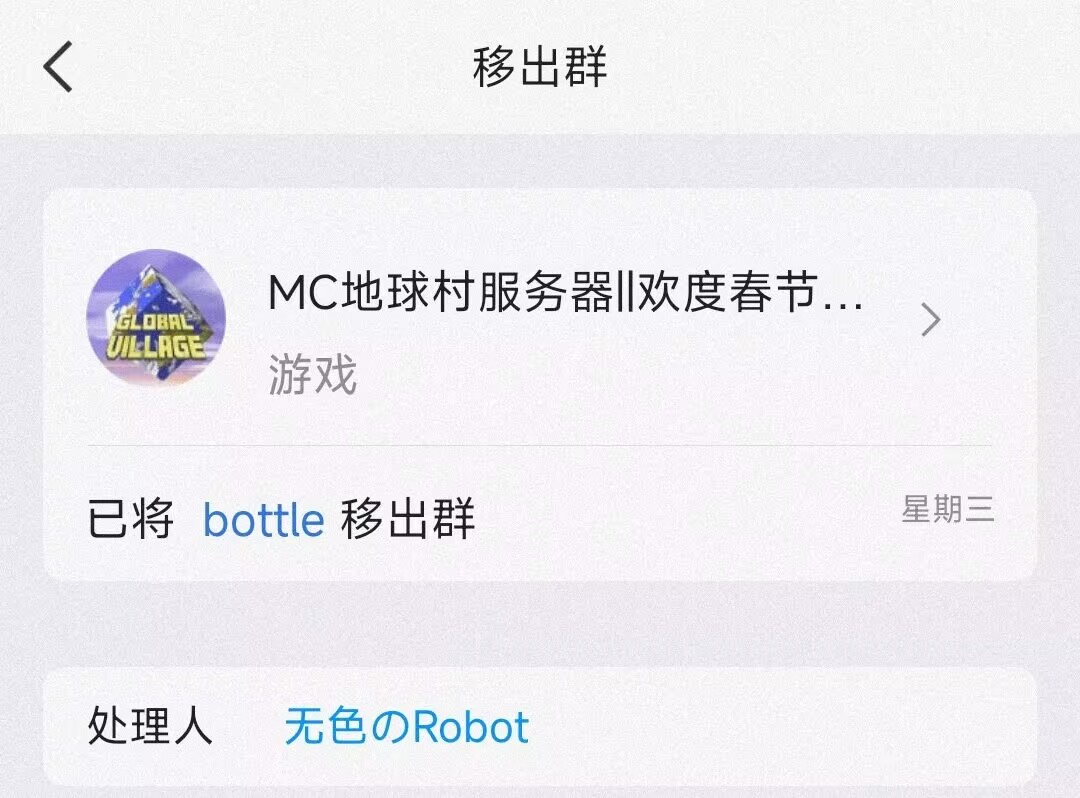 移出群
MC地球村服务器||欢度春节...
GLOBAL
VILLAGE
游戏
已将 bottle 移出群
星期三
处理人 无色のRobot